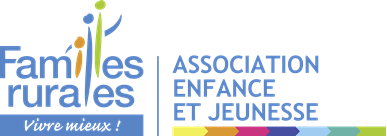 Familles
rurales
Vivre mieux !
ASSOCIATION
ENFANCE
ET JEUNESSE